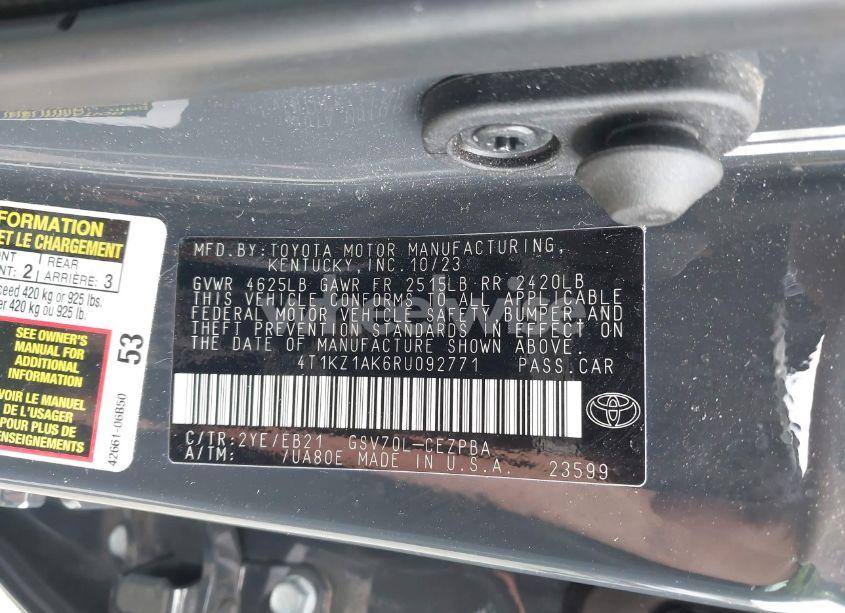 FORMATION
ET LE CHARGEMENT
NT 2 | REAR ARRIÈRE: 3
ceed 420 kg or 925 lbs.
er 420 kg ou 925 lb.
SEE OWNER'S
MANUAL FOR
ADDITIONAL
INFORMATION
VOIR LE MANUEL
DE L'USAGER
POUR PLUS DE
53
42661-06B50
MFD.BY:TOYOTA MOTOR MANUFACTURING,
KENTUCKY,INC.10/23
GVWR 4625LB GAWR FR 2515LB RR 2420LB
THIS VEHICLE CONFORMS TO ALL APPLICABLE
FEDERAL MOTOR VEHICLE SAFETY BUMPER AND
THEFT PREVENTION STANDARDS IN EFFECT ON
THE DATE OF MANUFACTURE SHOWN ABOVE.
4T1KZ1AK6RU092771 PASS.CAR
C/TR:2YE/EB21 GSV70L-CEZPBA
A/TM: /UA80E MADE IN U.S.A. 23599